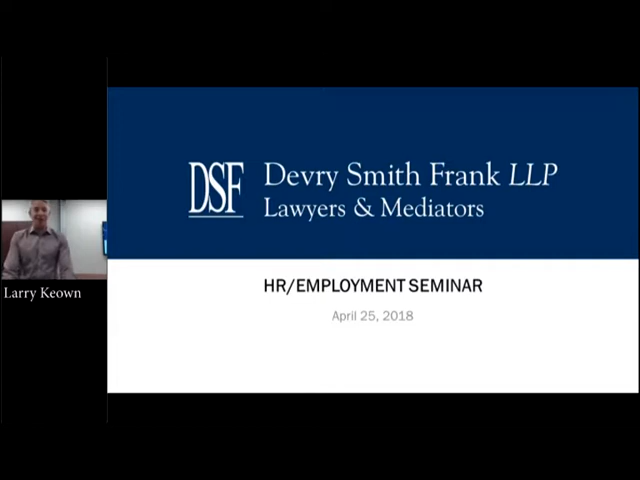 DSF
Devry Smith Frank LLP
Lawyers & Mediators
HR/EMPLOYMENT SEMINAR
April 25, 2018
Larry Keown